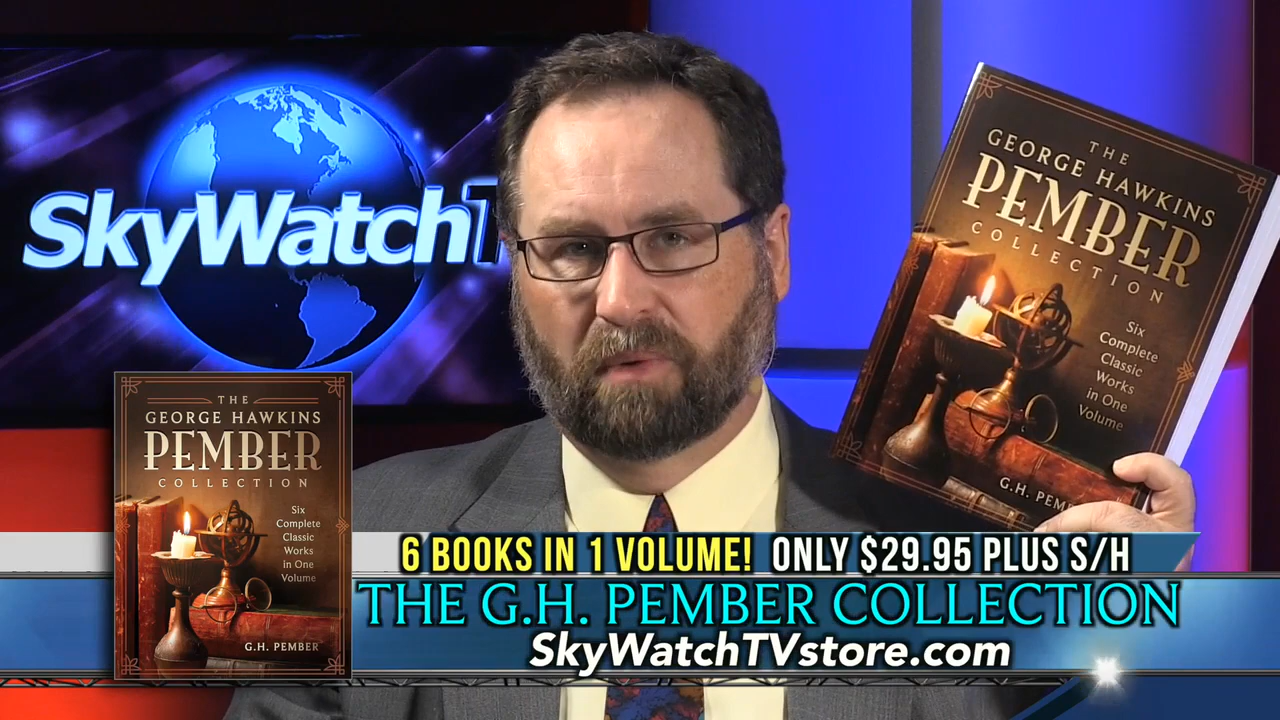 SkyWatchT
THE
GEORGE HAWKINS
PEMBER
COLLECTION
Six
Complete
Classic
Works
in One
Volume
G.H. PEM
THE
GEORGE HAWKINS
PEMBER
COLLECTION
Six
Complete
Classic
Works
in One
Volume
G.H. PEMBER
6 BOOKS IN 1 VOLUME! ONLY $29.95 PLUS S/H
THE G.H. PEMBER COLLECTION
SkyWatchTVstore.com